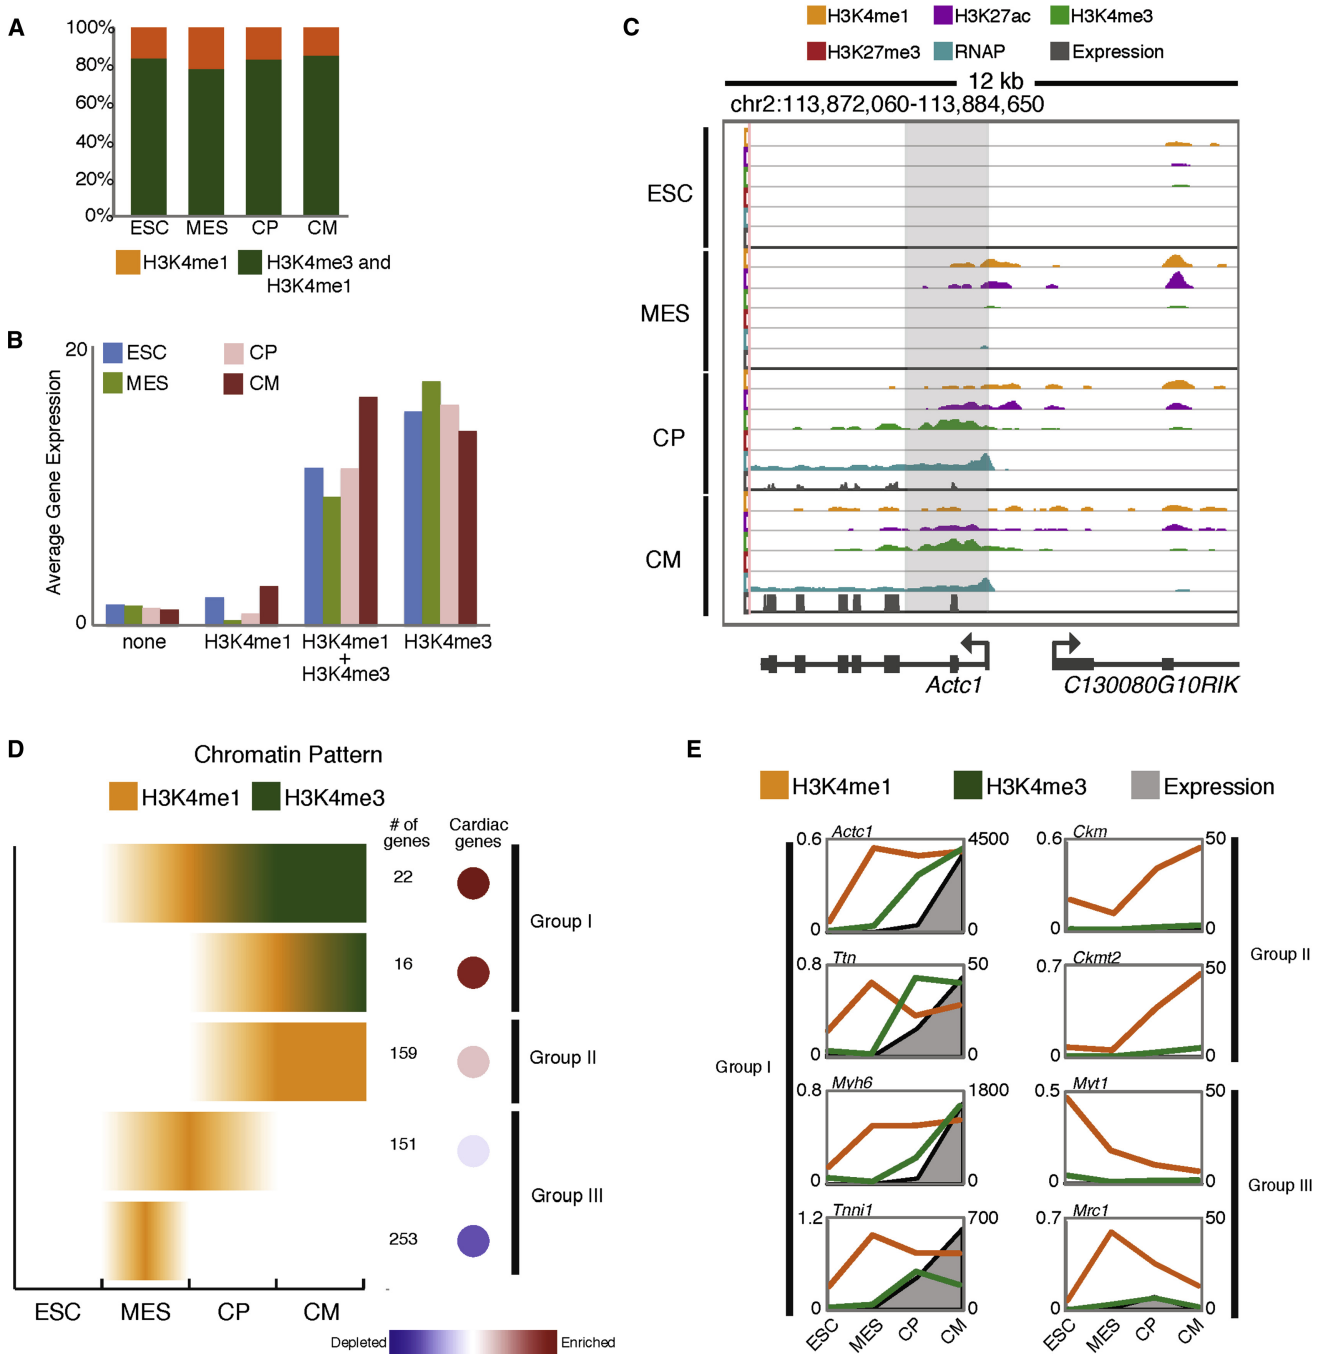 A
100%
80%
60%
40%
20%
0%
ESC MES CP CM
H3K4me1 H3K4me3 and
H3K4me1
B
20
0
Average Gene Expression
ESC CP
MES CM
none H3K4me1 H3K4me1 H3K4me3
+
H3K4me3
C
H3K4me1 H3K27ac H3K4me3
H3K27me3 RNAP Expression
12 kb
chr2:113,872,060-113,884,650
ESC
MES
CP
CM
Actc1 C130080G10RIK
D
Chromatin Pattern
H3K4me1 H3K4me3
# of Cardiac
genes genes
22
Group I
16
159
Group II
151
Group III
253
ESC MES CP CM
Depleted Enriched
E
H3K4me1 H3K4me3 Expression
Actc1 Ckm
0.6 4500 0.6 50
0 0 0 0
Ttn Ckmt2
0.8 50 0.7 50
0 0 0 0
Group I
Group II
Myh6 Myt1
0.8 1800 0.5 50
0 0 0 0
Group III
Tnni1 Mrc1
1.2 700 0.7 50
0 0 0 0
ESC MES CP CM ESC MES CP CM